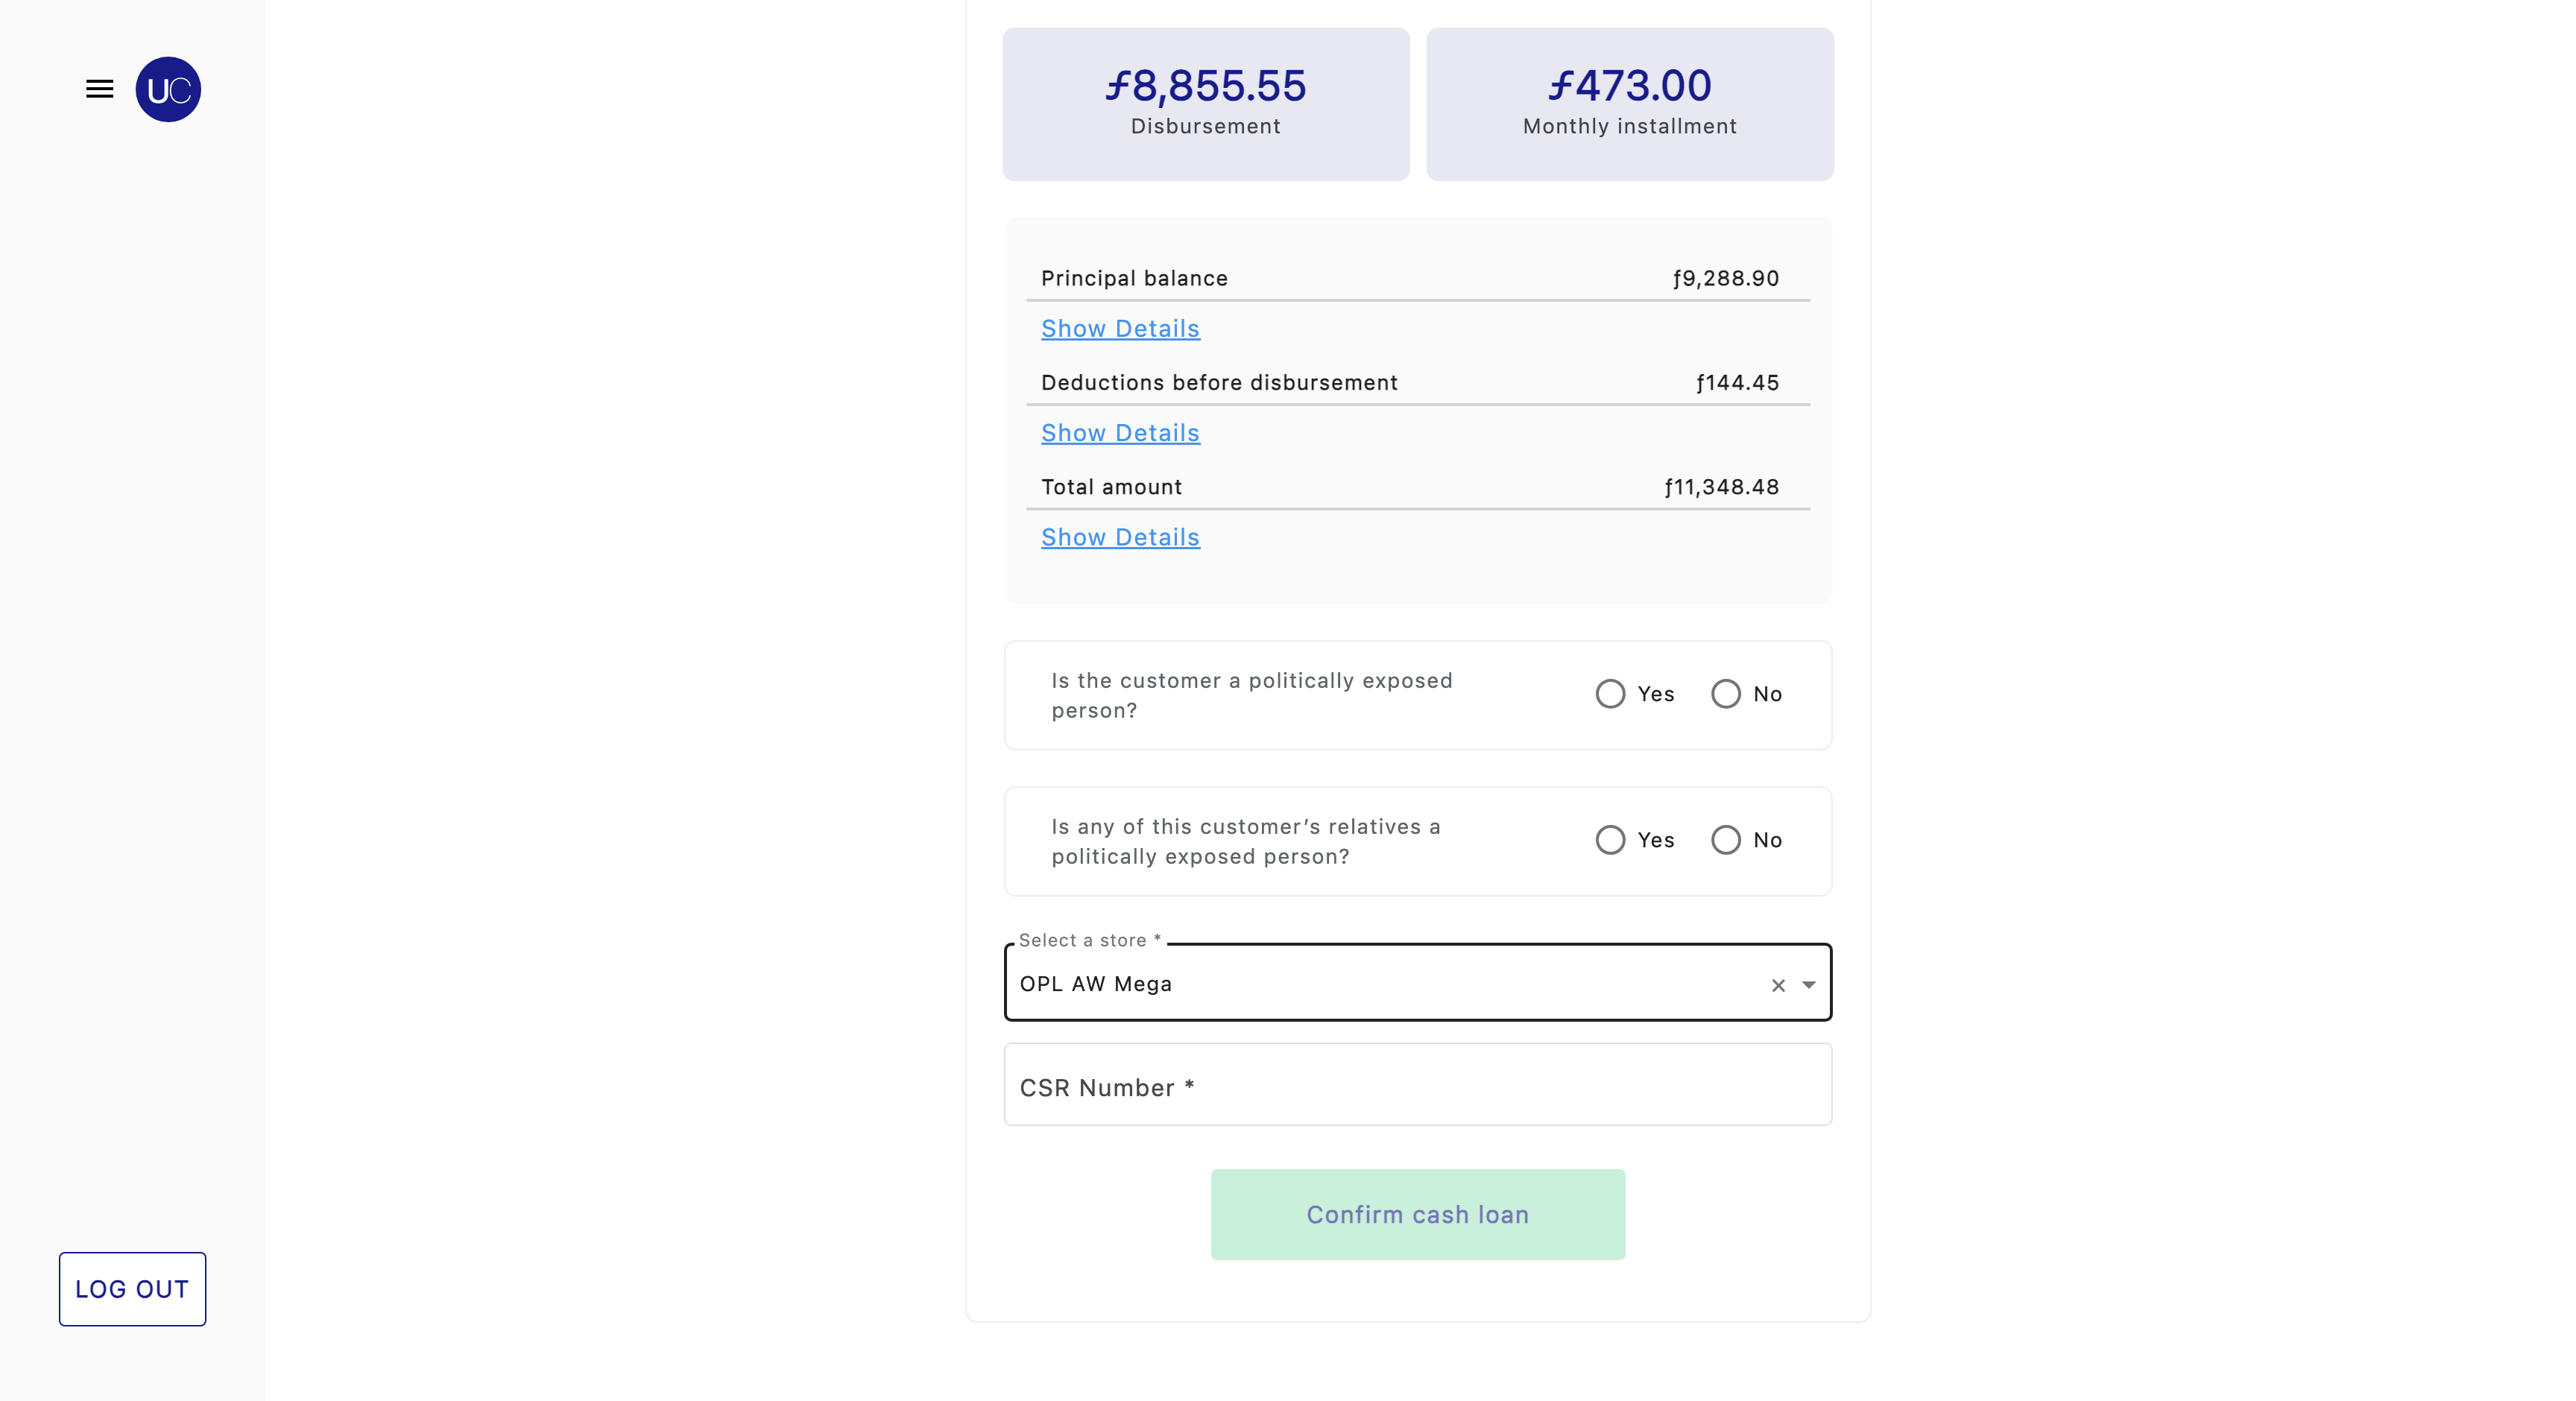 UC
ƒ8,855.55
Disbursement
ƒ473.00
Monthly installment
Principal balance ƒ9,288.90
Show Details
Deductions before disbursement ƒ144.45
Show Details
Total amount ƒ11,348.48
Show Details
Is the customer a politically exposed
person?
Yes No
Is any of this customer’s relatives a
politically exposed person?
Yes No
Select a store *
OPL AW Mega
CSR Number *
Confirm cash loan
LOG OUT